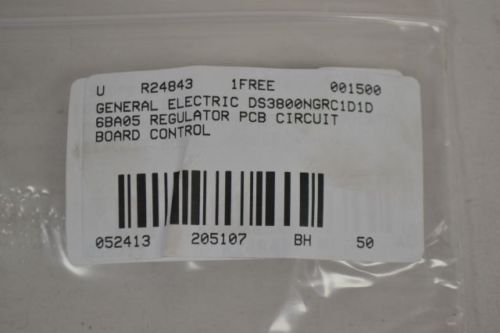 U R24843 1FREE 001500
GENERAL ELECTRIC DS3800NGRC1D1D
6BA05 REGULATOR PCB CIRCUIT
BOARD CONTROL
052413 205107 BH 50